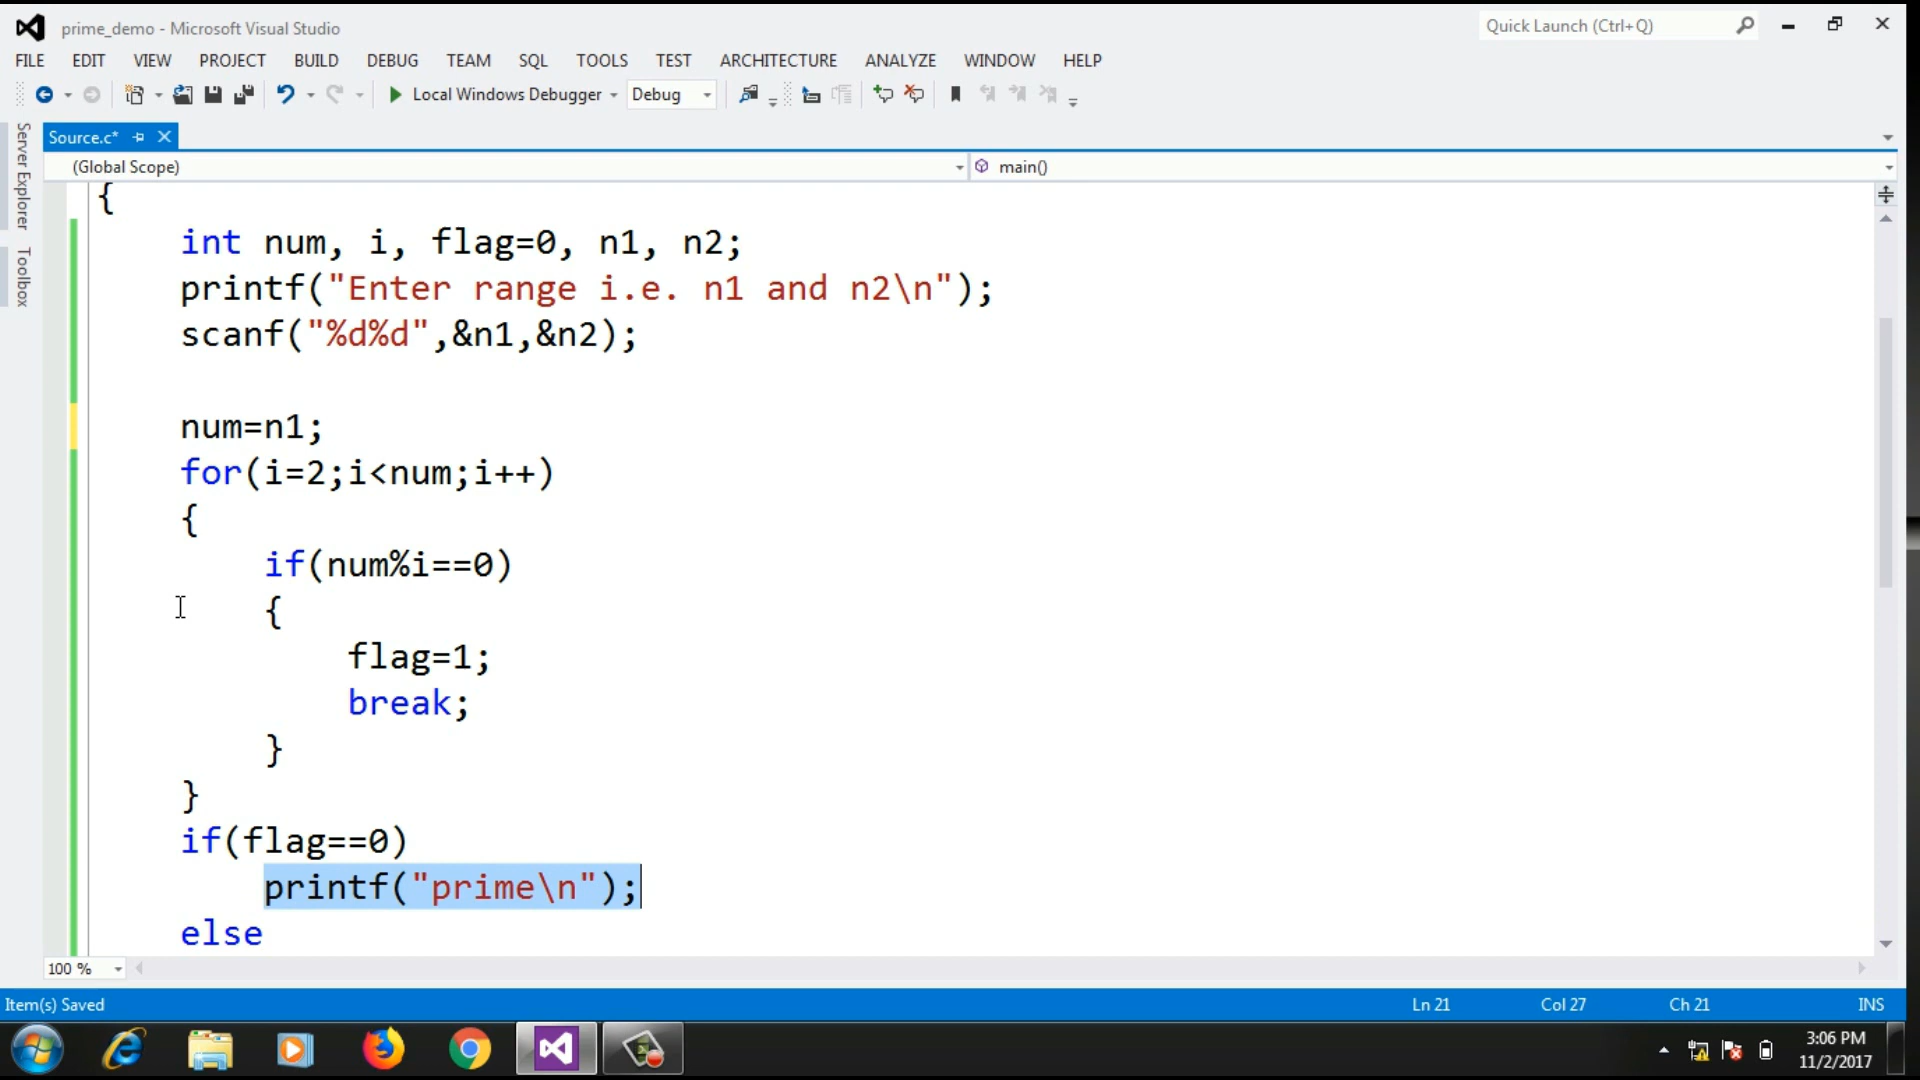 prime_demo - Microsoft Visual Studio
Quick Launch (Ctrl+Q)
FILE EDIT VIEW PROJECT BUILD DEBUG TEAM SQL TOOLS TEST ARCHITECTURE ANALYZE WINDOW HELP
Local Windows Debugger Debug
Server Explorer
Toolbox
Source.c*
(Global Scope) main()
{
int num, i, flag=0, n1, n2;
printf("Enter range i.e. n1 and n2\n");
scanf("%d%d",&n1,&n2);
num=n1;
for(i=2;i<num;i++)
{
if(num%i==0)
{
flag=1;
break;
}
}
if(flag==0)
printf("prime\n");
else
100 %
Item(s) Saved Ln 21 Col 27 Ch 21 INS
3:06 PM
11/2/2017